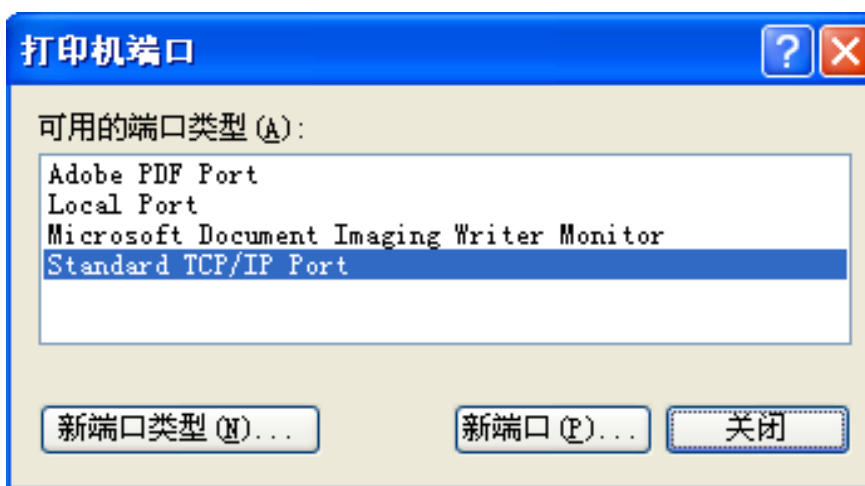 打印机端口
可用的端口类型(A):
Adobe PDF Port
Local Port
Microsoft Document Imaging Writer Monitor
Standard TCP/IP Port
新端口类型(N)... 新端口(P)... 关闭